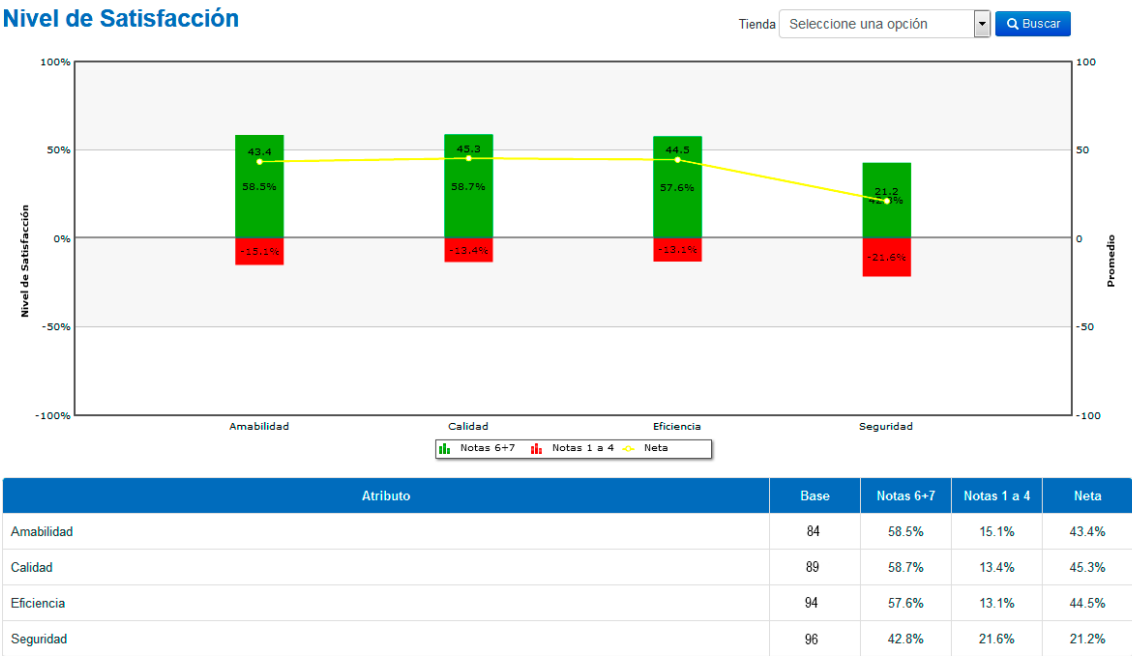 Nivel de Satisfacción
Tienda Seleccione una opción Buscar
100% 100
43.4 45.3 44.5
50% 50
58.5% 58.7% 57.6% 21.2
0% 0
-15.1% -13.4% -13.1% -21.6%
Nivel de Satisfacción
Promedio
-50% -50
-100% -100
Amabilidad Calidad Eficiencia Seguridad
Notas 6+7 Notas 1 a 4 Neta
Atributo Base Notas 6+7 Notas 1 a 4 Neta
Amabilidad 84 58.5% 15.1% 43.4%
Calidad 89 58.7% 13.4% 45.3%
Eficiencia 94 57.6% 13.1% 44.5%
Seguridad 96 42.8% 21.6% 21.2%